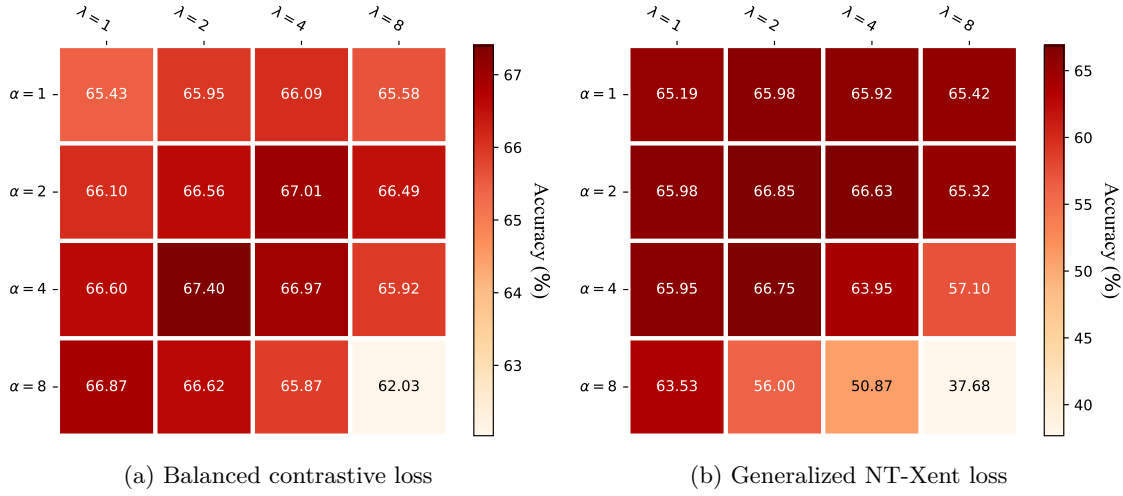 λ = 1 λ = 2 λ = 4 λ = 8
α = 1 65.43 65.95 66.09 65.58
α = 2 66.10 66.56 67.01 66.49
α = 4 66.60 67.40 66.97 65.92
α = 8 66.87 66.62 65.87 62.03
67
66
65
64
63
Accuracy (%)
(a) Balanced contrastive loss
λ = 1 λ = 2 λ = 4 λ = 8
α = 1 65.19 65.98 65.92 65.42
α = 2 65.98 66.85 66.63 65.32
α = 4 65.95 66.75 63.95 57.10
α = 8 63.53 56.00 50.87 37.68
65
60
55
50
45
40
Accuracy (%)
(b) Generalized NT-Xent loss